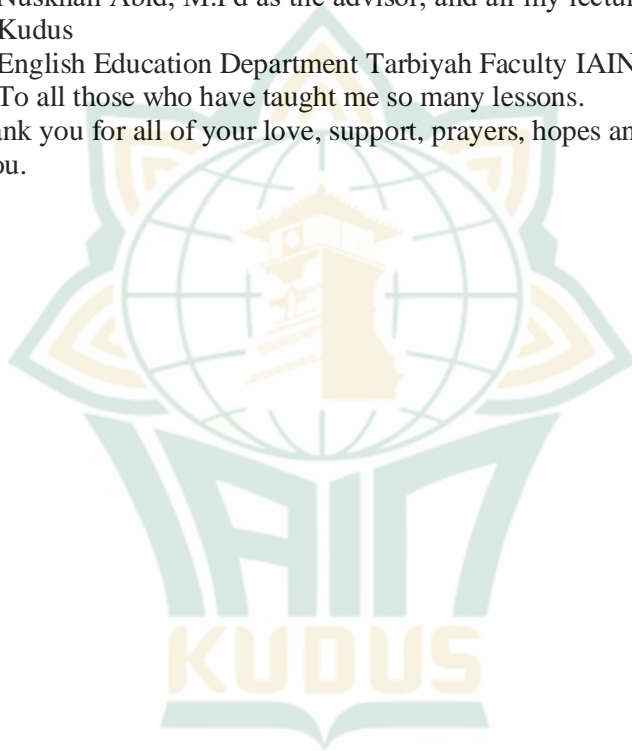 Nuskhan Abid, M.Pd as the advisor, and all my lectu
Kudus
English Education Department Tarbiyah Faculty IAIN
To all those who have taught me so many lessons.
ank you for all of your love, support, prayers, hopes an
ou.
IAIN
KUDUS